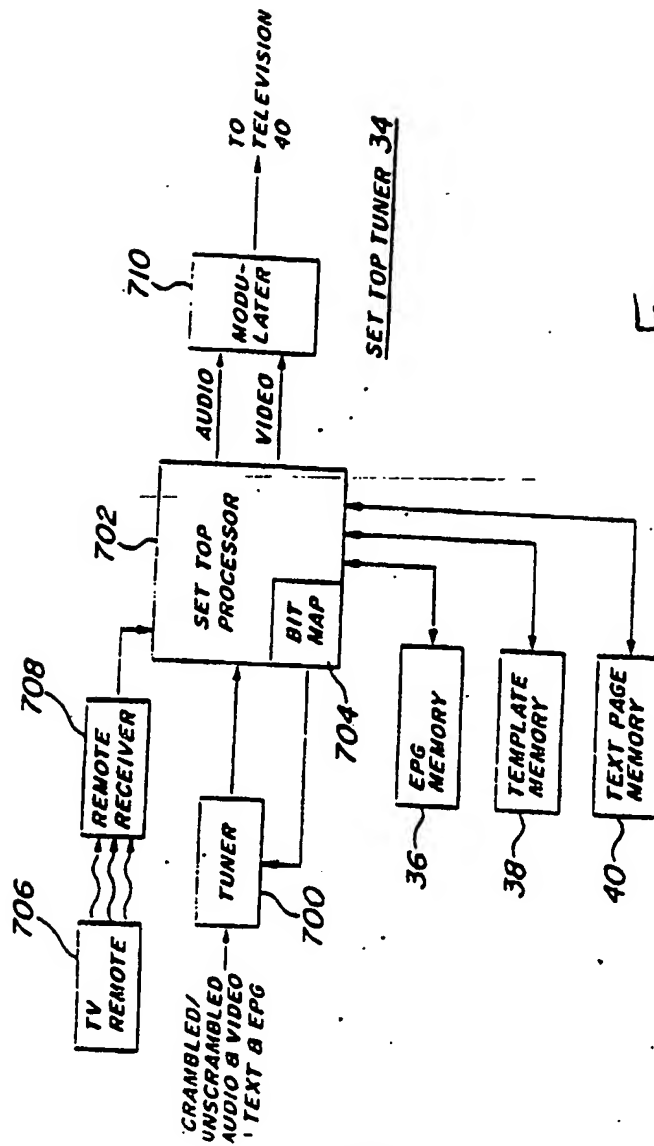 706
TV
REMOTE
708
REMOTE
RECEIVER
702
SET TOP
PROCESSOR
BIT
MAP
704
AUDIO
VIDEO
710
MODU-
LATER
TO
TELEVISION
40
CRAMBLED/
UNSCRAMBLED
AUDIO & VIDEO
TEXT & EPG
TUNER
700
EPG
MEMORY
36
TEMPLATE
MEMORY
38
TEXT PAGE
MEMORY
40
SET TOP TUNER 34